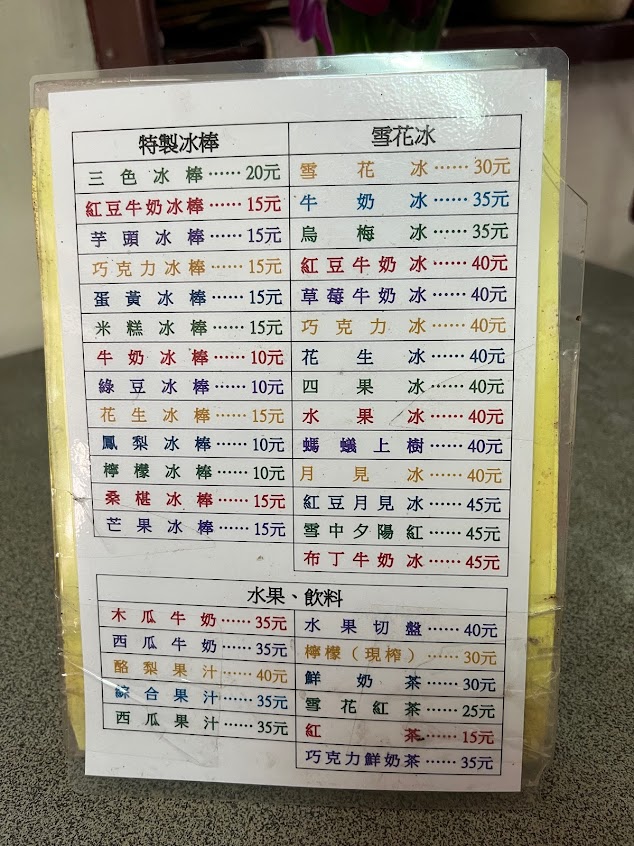 特製冰棒
三色冰棒⋯⋯20元
紅豆牛奶冰棒⋯⋯15元
芋頭冰棒⋯⋯15元
巧克力冰棒⋯⋯15元
蛋黃冰棒⋯⋯15元
米糕冰棒⋯⋯15元
牛奶冰棒⋯⋯10元
綠豆冰棒⋯⋯10元
花生冰棒⋯⋯15元
鳳梨冰棒⋯⋯10元
檸檬冰棒⋯⋯10元
桑椹冰棒⋯⋯15元
芒果冰棒⋯⋯15元
雪花冰
雪花冰⋯⋯30元
牛奶冰⋯⋯35元
烏梅冰⋯⋯35元
紅豆牛奶冰⋯⋯40元
草莓牛奶冰⋯⋯40元
巧克力冰⋯⋯40元
花生冰⋯⋯40元
四果冰⋯⋯40元
水果冰⋯⋯40元
螞蟻上樹⋯⋯40元
月見冰⋯⋯40元
紅豆月見冰⋯⋯45元
雪中夕陽紅⋯⋯45元
布丁牛奶冰⋯⋯45元
水果、飲料
木瓜牛奶⋯⋯35元
西瓜牛奶⋯⋯35元
酪梨果汁⋯⋯40元
綜合果汁⋯⋯35元
西瓜果汁⋯⋯35元
水果切盤⋯⋯40元
檸檬（現榨）⋯⋯30元
鮮奶茶⋯⋯30元
雪花紅茶⋯⋯25元
紅茶⋯⋯15元
巧克力鮮奶茶⋯⋯35元